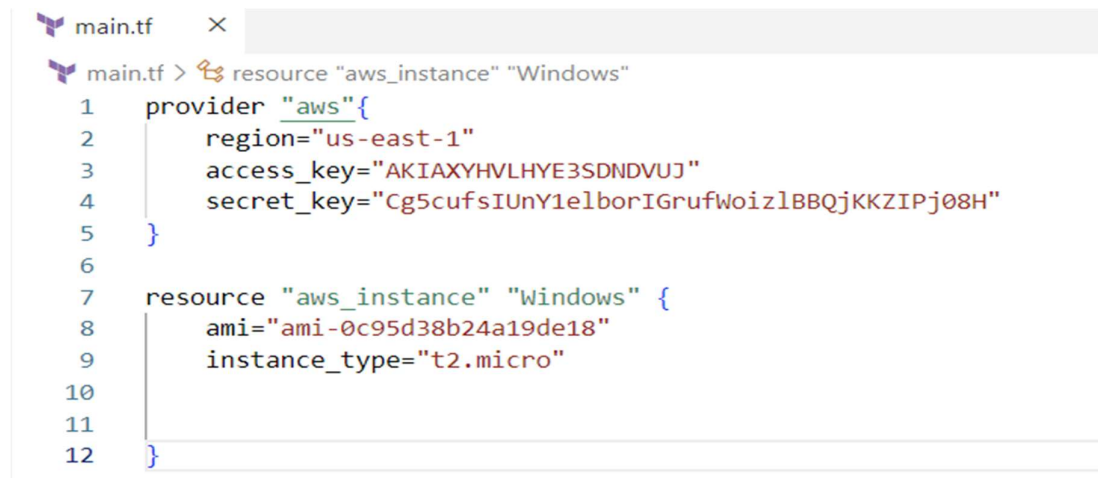 main.tf ×
main.tf > resource "aws_instance" "Windows"
1 provider "aws"{
2 region="us-east-1"
3 access_key="AKIAXYHVLHYE3SDNDVUJ"
4 secret_key="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"
5 }
6
7 resource "aws_instance" "Windows" {
8 ami="ami-0c95d38b24a19de18"
9 instance_type="t2.micro"
10
11
12 }